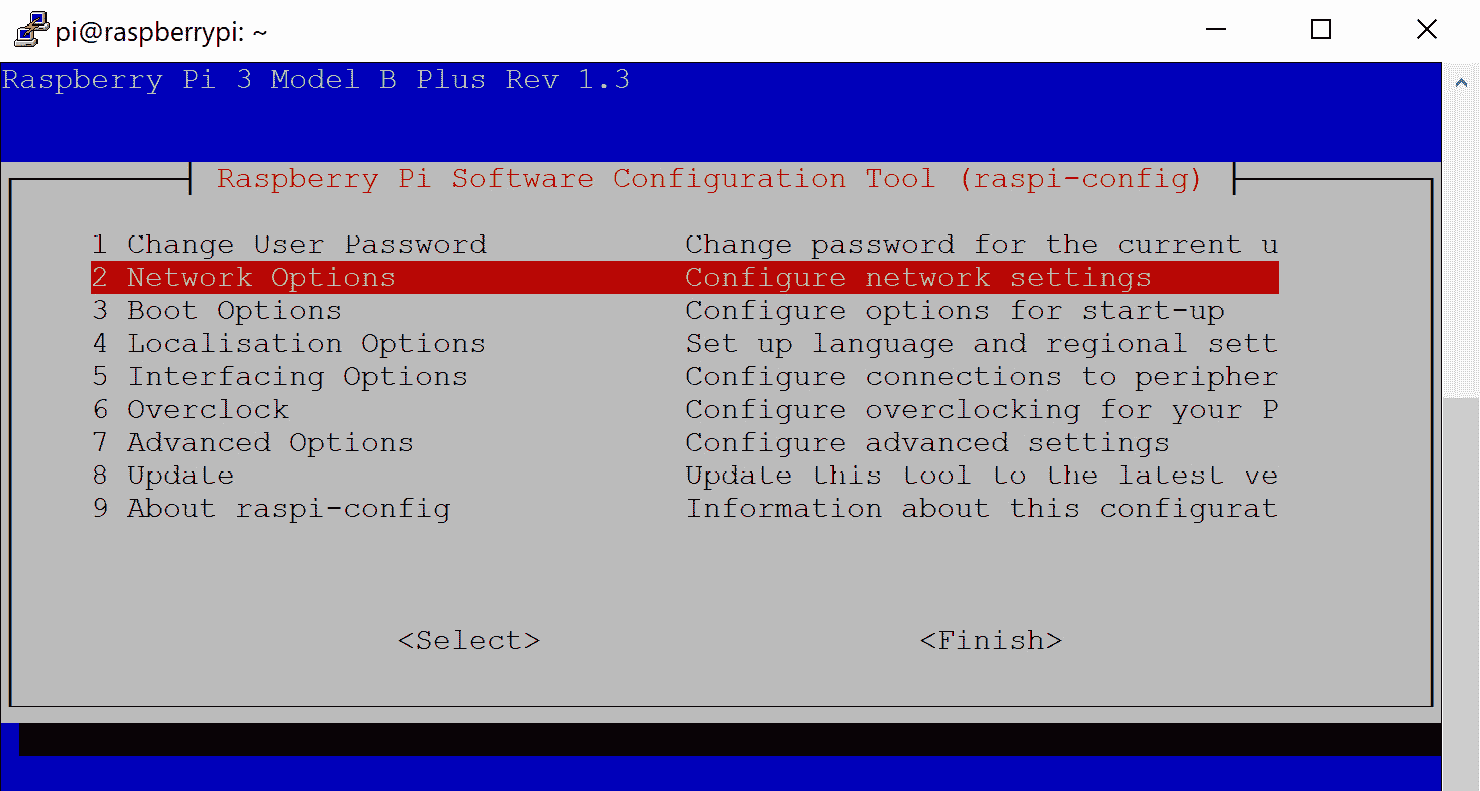 pi@raspberrypi: ~
Raspberry Pi 3 Model B Plus Rev 1.3
Raspberry Pi Software Configuration Tool (raspi-config)
1 Change User Password Change password for the current u
2 Network Options Configure network settings
3 Boot Options Configure options for start-up
4 Localisation Options Set up language and regional sett
5 Interfacing Options Configure connections to peripher
6 Overclock Configure overclocking for your P
7 Advanced Options Configure advanced settings
8 Update Update this tool to the latest ve
9 About raspi-config Information about this configurat
<Select> <Finish>